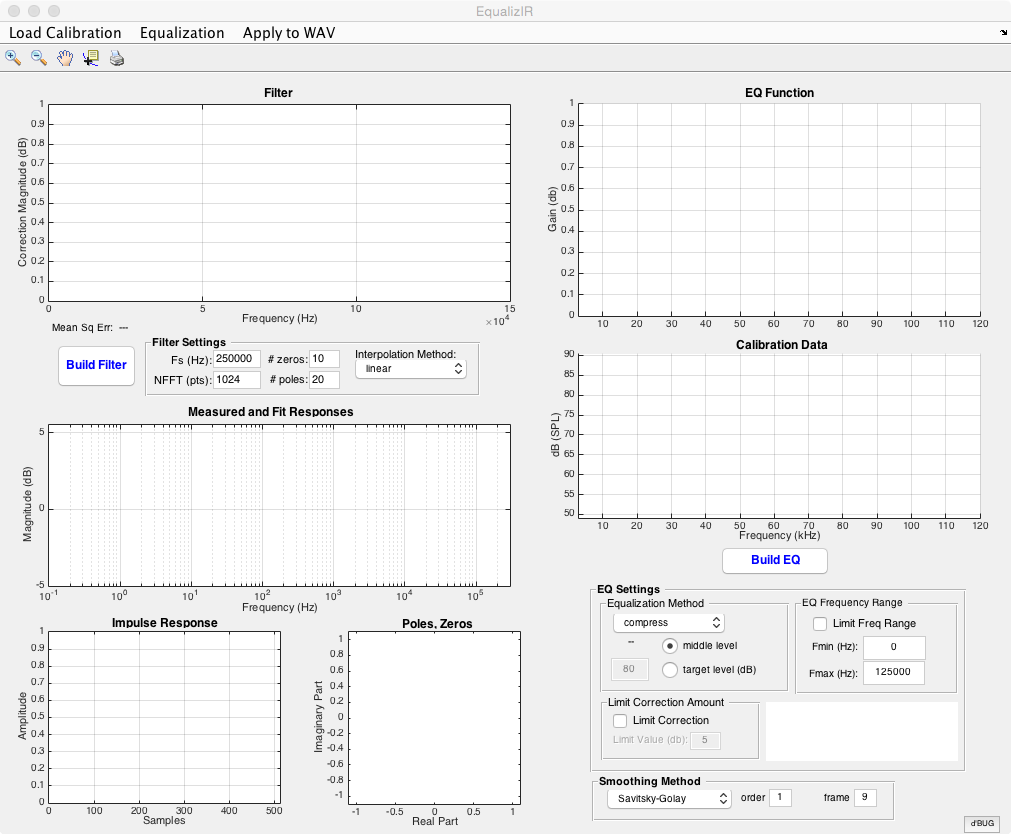 EqualizIR
Load Calibration Equalization Apply to WAV
Filter
Correction Magnitude (dB)
1
0.9
0.8
0.7
0.6
0.5
0.4
0.3
0.2
0.1
0
0 5 10 15
Frequency (Hz)
×10^4
Mean Sq Err: ---
Build Filter
Filter Settings
Fs (Hz): 250000 # zeros: 10
NFFT (pts): 1024 # poles: 20
Interpolation Method:
linear
Measured and Fit Responses
Magnitude (dB)
5
0
-5
10^-1 10^0 10^1 10^2 10^3 10^4 10^5
Frequency (Hz)
Impulse Response
Amplitude
1
0.9
0.8
0.7
0.6
0.5
0.4
0.3
0.2
0.1
0
0 100 200 300 400 500
Samples
Poles, Zeros
Imaginary Part
1
0.8
0.6
0.4
0.2
0
-0.2
-0.4
-0.6
-0.8
-1
-1 -0.5 0 0.5 1
Real Part
EQ Function
Gain (db)
1
0.9
0.8
0.7
0.6
0.5
0.4
0.3
0.2
0.1
0
10 20 30 40 50 60 70 80 90 100 110 120
Calibration Data
dB (SPL)
90
85
80
75
70
65
60
55
50
10 20 30 40 50 60 70 80 90 100 110 120
Frequency (kHz)
Build EQ
EQ Settings
Equalization Method
compress
-- middle level
80 target level (dB)
EQ Frequency Range
Limit Freq Range
Fmin (Hz): 0
Fmax (Hz): 125000
Limit Correction Amount
Limit Correction
Limit Value (db): 5
Smoothing Method
Savitsky-Golay order 1 frame 9
d'BUG